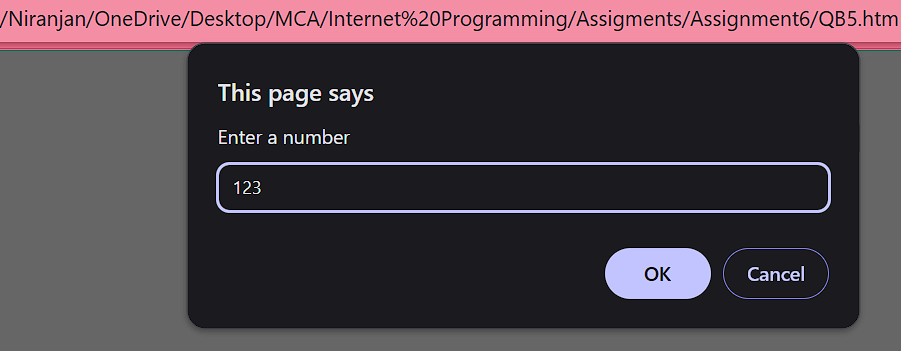 /Niranjan/OneDrive/Desktop/MCA/Internet%20Programming/Assigments/Assignment6/QB5.htm
This page says
Enter a number
123
OK
Cancel